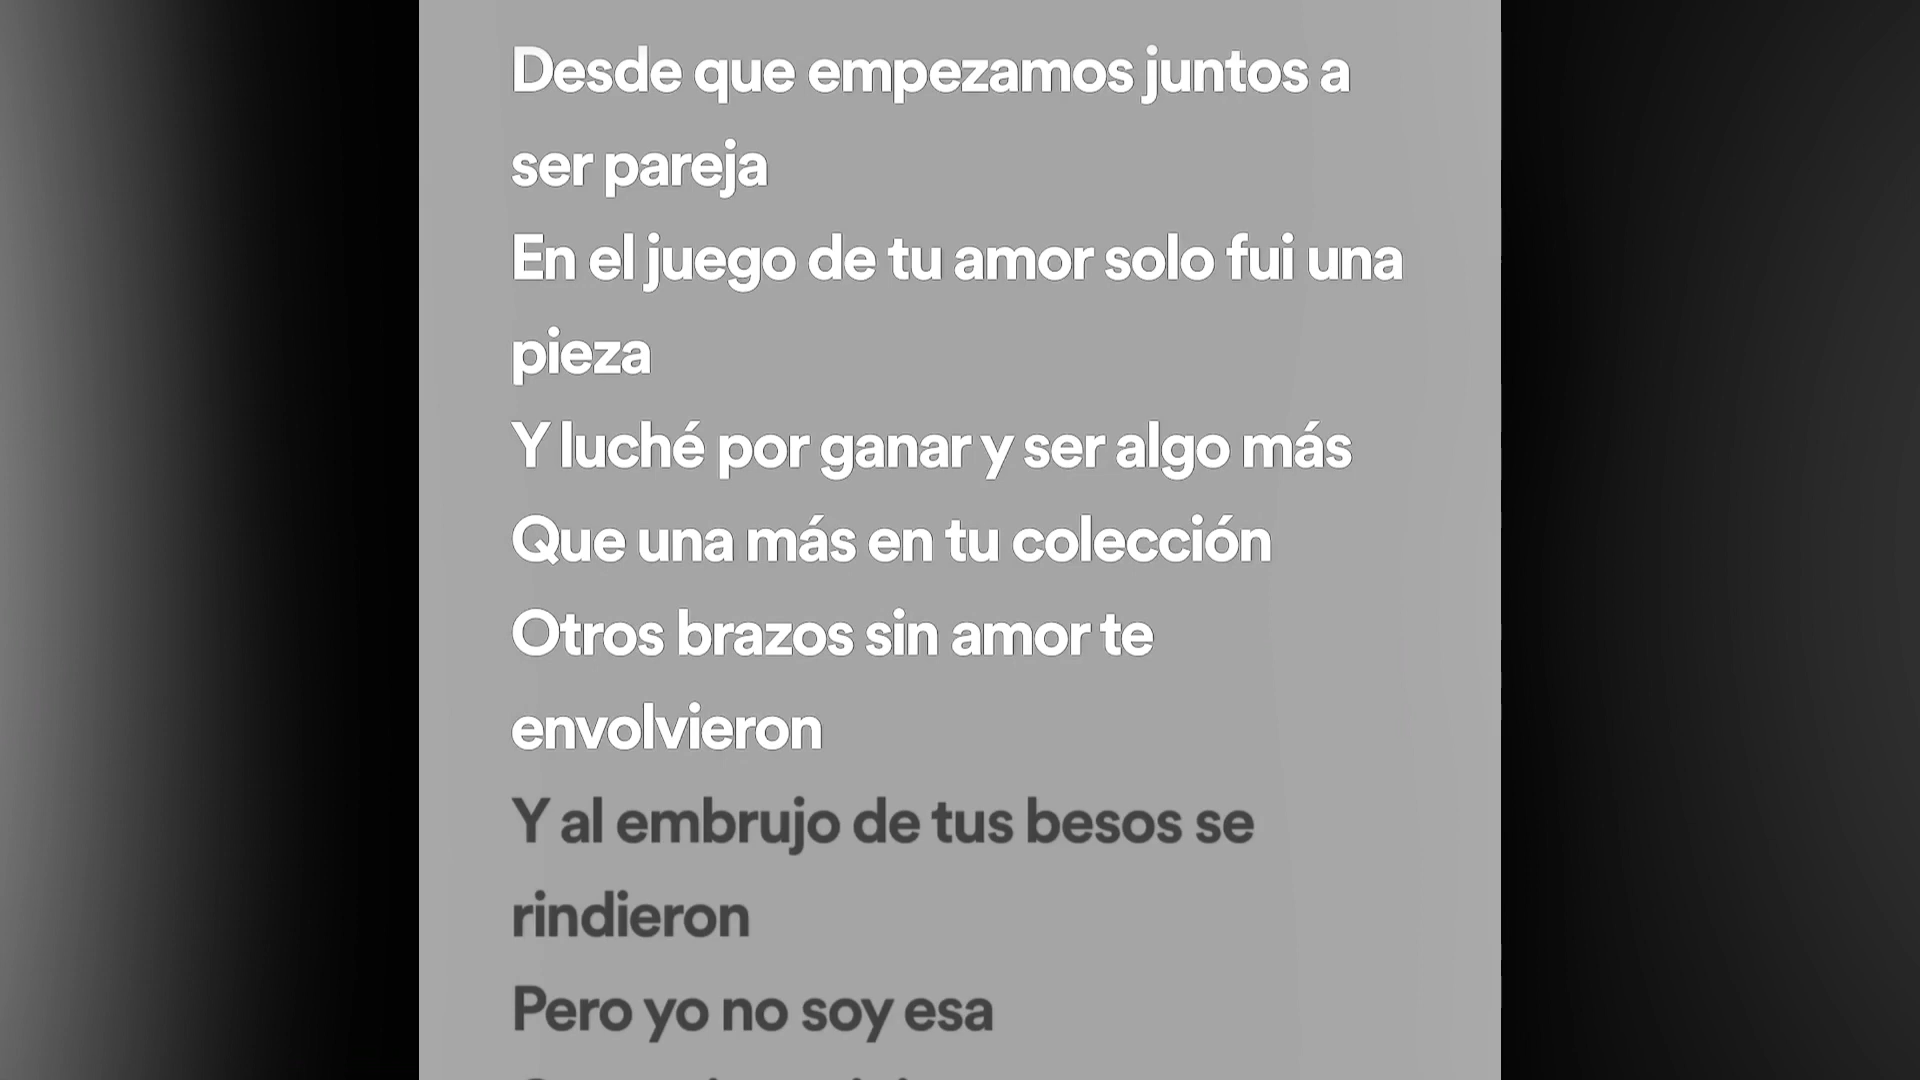 Desde que empezamos juntos a
ser pareja
En el juego de tu amor solo fui una
pieza
Y luché por ganar y ser algo más
Que una más en tu colección
Otros brazos sin amor te
envolvieron
Y al embrujo de tus besos se
rindieron
Pero yo no soy esa